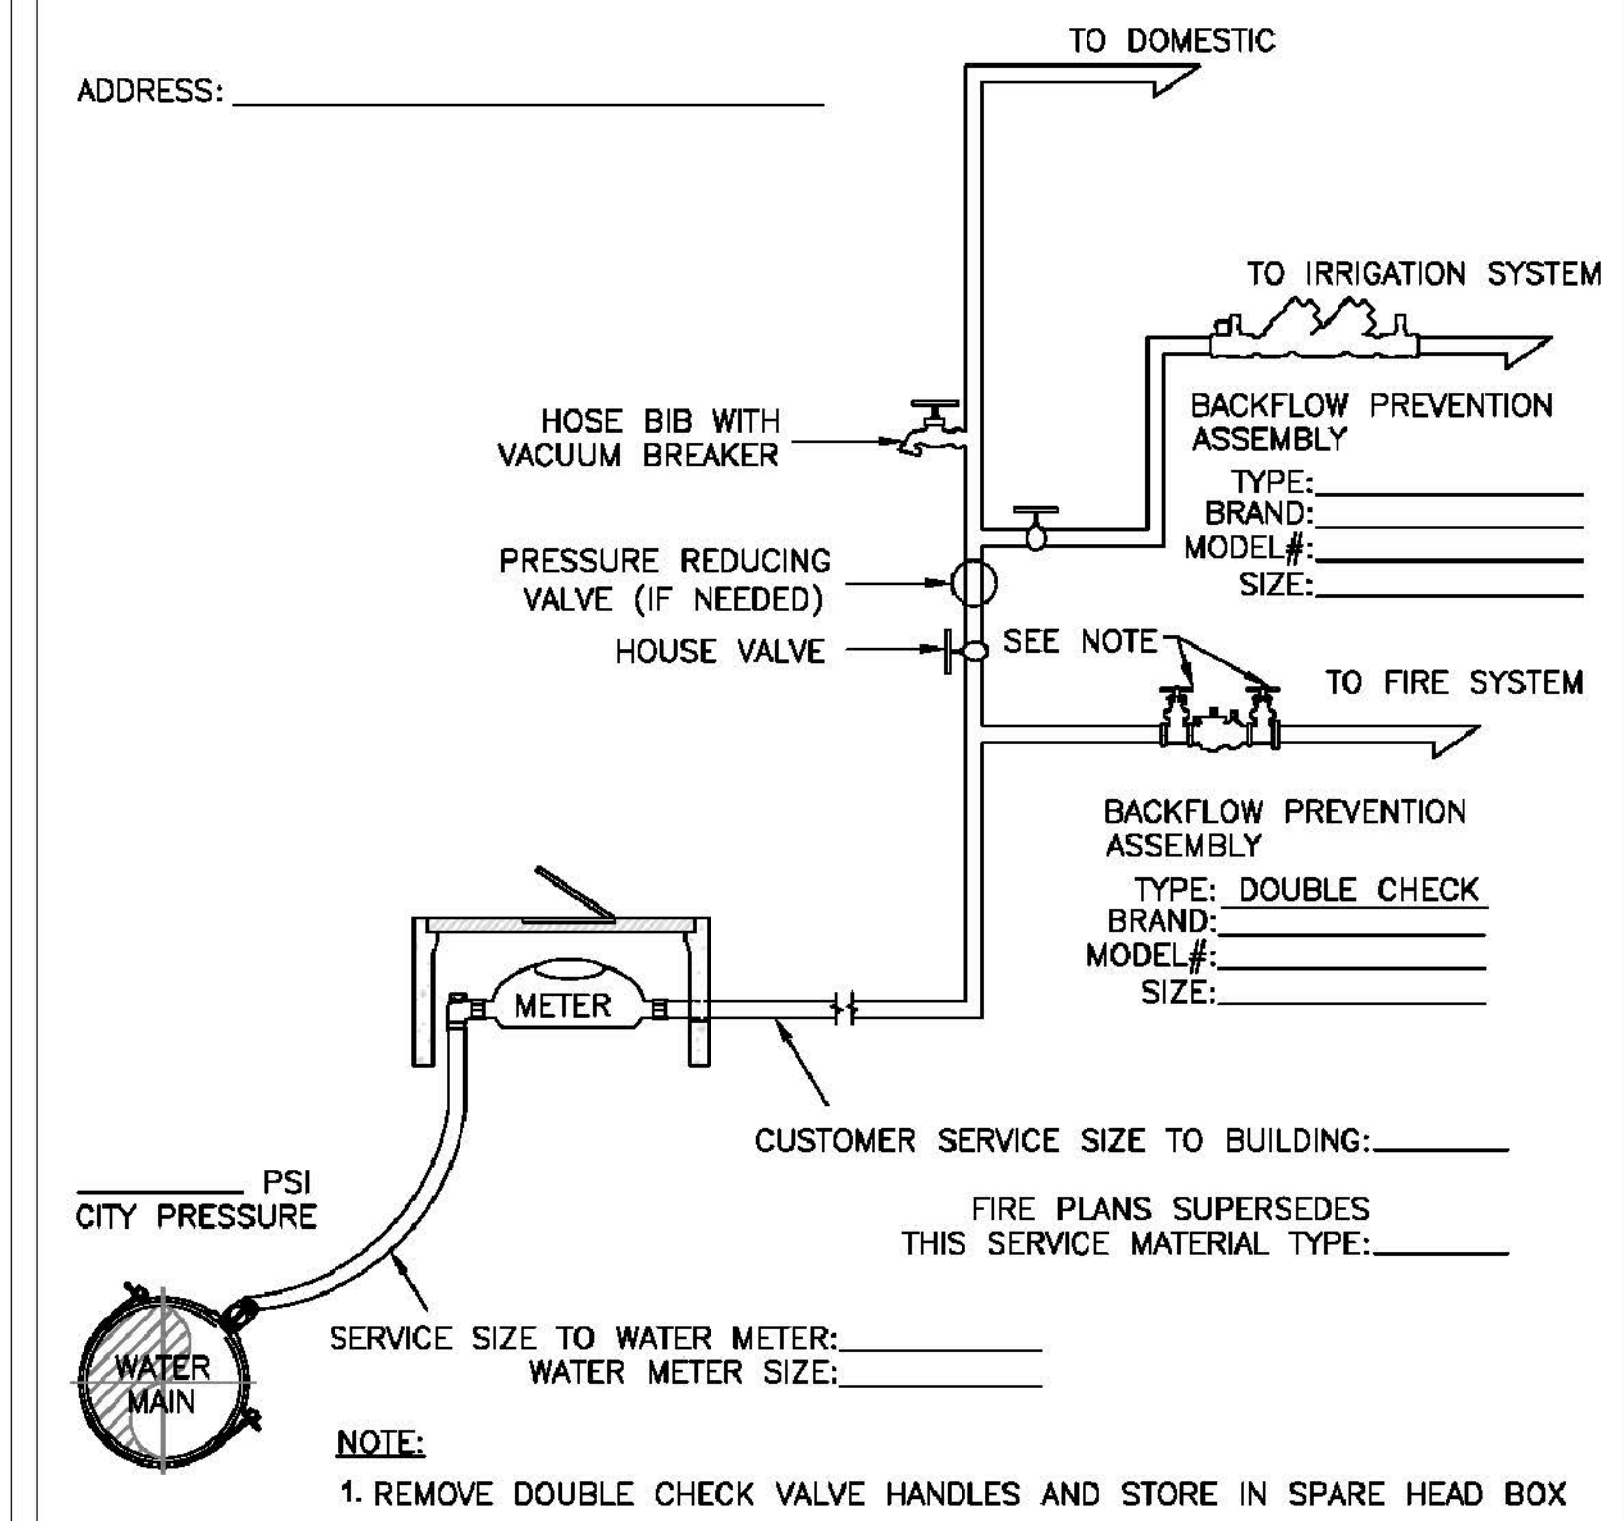 TO DOMESTIC
ADDRESS:
TO IRRIGATION SYSTEM
HOSE BIB WITH
VACUUM BREAKER
BACKFLOW PREVENTION
ASSEMBLY
TYPE:
BRAND:
MODEL#:
SIZE:
PRESSURE REDUCING
VALVE (IF NEEDED)
HOUSE VALVE
SEE NOTE
TO FIRE SYSTEM
BACKFLOW PREVENTION
ASSEMBLY
TYPE: DOUBLE CHECK
BRAND:
MODEL#:
SIZE:
METER
CUSTOMER SERVICE SIZE TO BUILDING:
PSI
CITY PRESSURE
FIRE PLANS SUPERSEDES
THIS SERVICE MATERIAL TYPE:
WATER
MAIN
SERVICE SIZE TO WATER METER:
WATER METER SIZE:
NOTE:
1. REMOVE DOUBLE CHECK VALVE HANDLES AND STORE IN SPARE HEAD BOX